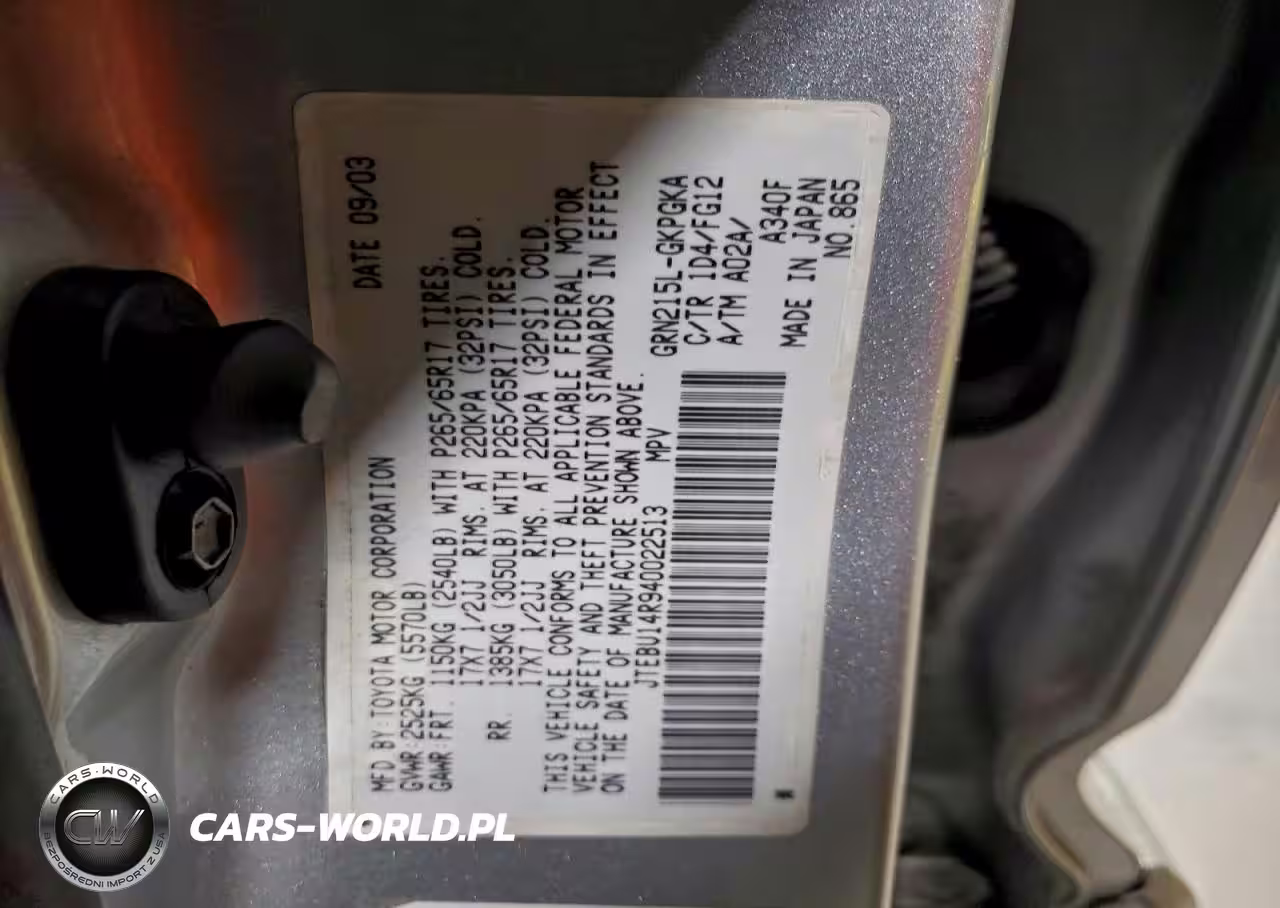 MFD BY:TOYOTA MOTOR CORPORATION DATE 09/03
GVWR:2525KG (5570LB)
GAWR:FRT. 1150KG (2540LB) WITH P265/65R17 TIRES.
17X7 1/2JJ RIMS. AT 220KPA (32PSI) COLD.
RR. 1385KG (3050LB) WITH P265/65R17 TIRES.
17X7 1/2JJ RIMS. AT 220KPA (32PSI) COLD.
THIS VEHICLE CONFORMS TO ALL APPLICABLE FEDERAL MOTOR
VEHICLE SAFETY AND THEFT PREVENTION STANDARDS IN EFFECT
ON THE DATE OF MANUFACTURE SHOWN ABOVE.
JTEBU14R940022513 MPV
GRN215L-GKPGKA
C/TR 1D4/FG12
A/TM A02A/
A340F
MADE IN JAPAN
NO.865
CARS-WORLD
CW
BEZPOŚREDNI IMPORT Z USA
CARS-WORLD.PL